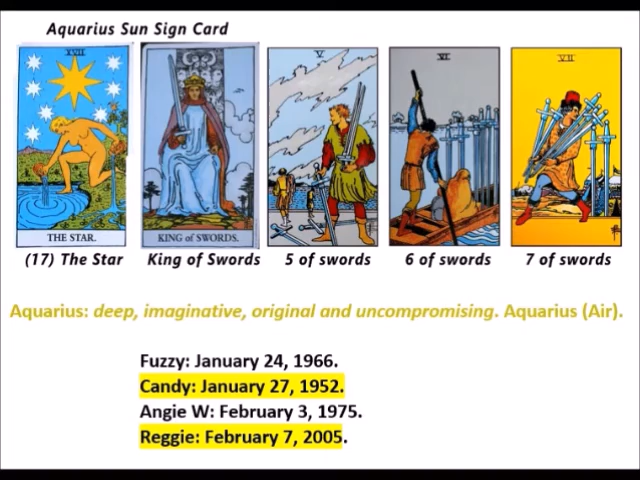 Aquarius Sun Sign Card
XVII
V
VI
VII
THE STAR.
KING of SWORDS.
(17) The Star King of Swords 5 of swords 6 of swords 7 of swords
Aquarius: deep, imaginative, original and uncompromising. Aquarius (Air).
Fuzzy: January 24, 1966.
Candy: January 27, 1952.
Angie W: February 3, 1975.
Reggie: February 7, 2005.